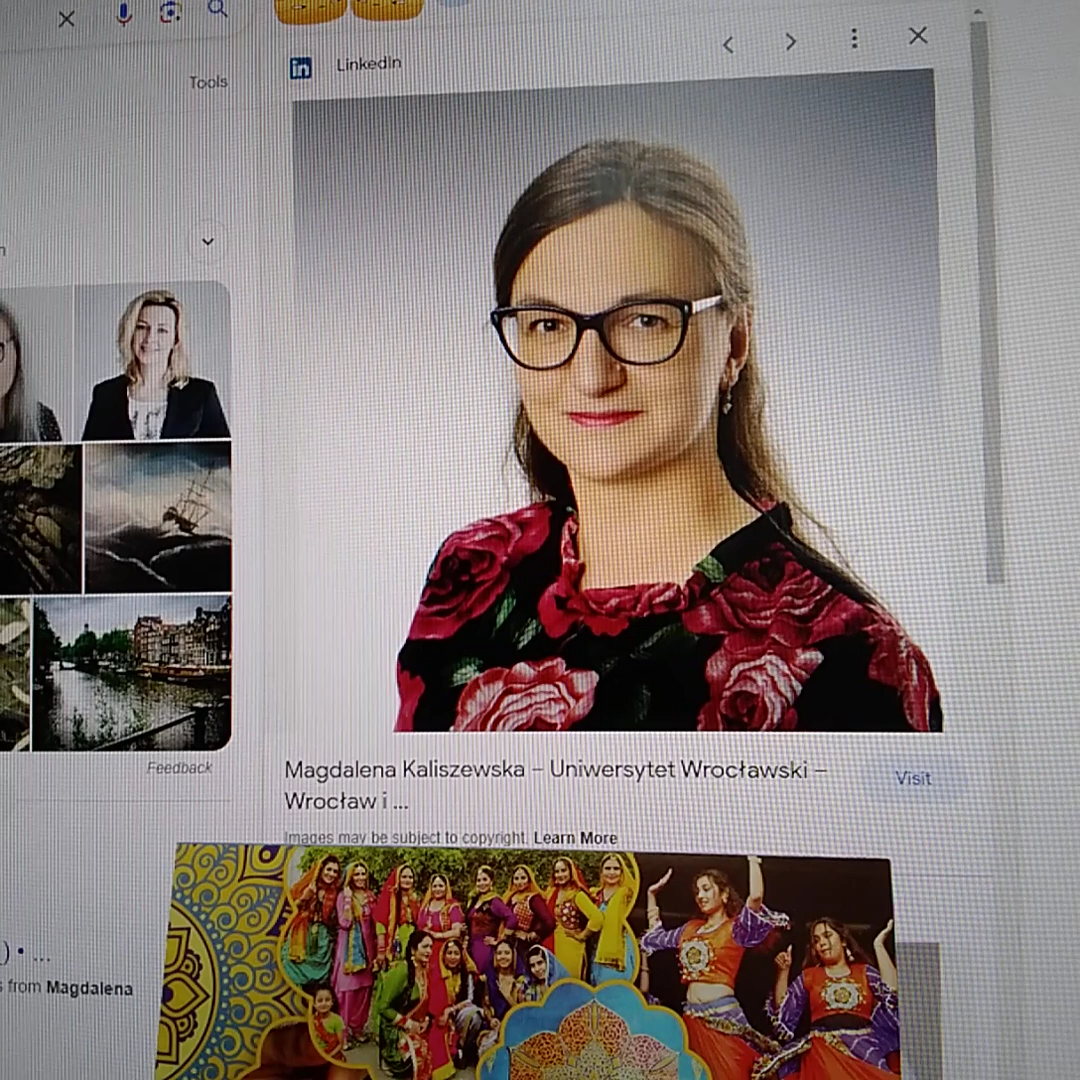 in LinkedIn
Tools
Magdalena Kaliszewska – Uniwersytet Wrocławski –
Wrocław i ...
Visit
Feedback
Images may be subject to copyright. Learn More
) • ...
from Magdalena